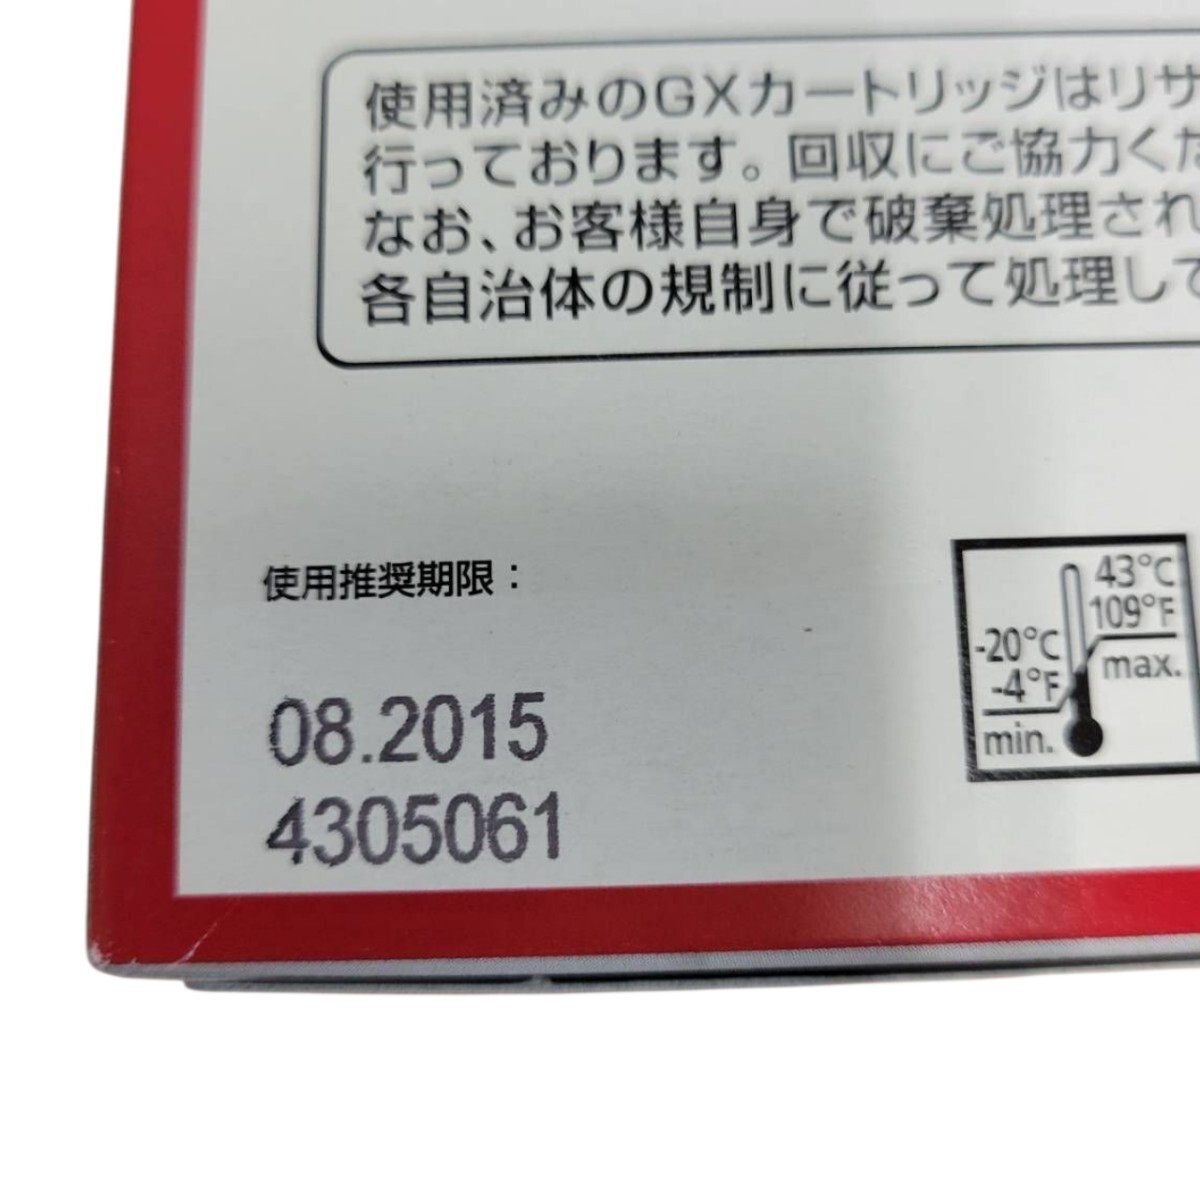 使用済みのGXカートリッジはリサ
行っております。回収にご協力くだ
なお、お客様自身で破棄処理され
各自治体の規制に従って処理して
使用推奨期限：
43°C
109°F
max.
-20°C
-4°F
min.
08.2015
4305061